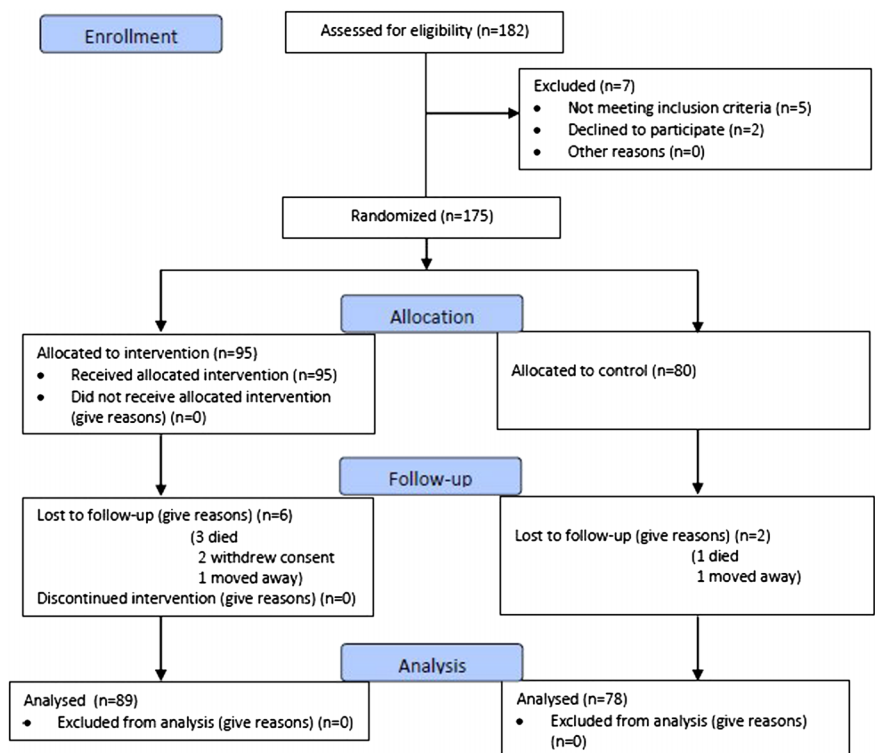 Enrollment
Assessed for eligibility (n=182)
Excluded (n=7)
• Not meeting inclusion criteria (n=5)
• Declined to participate (n=2)
• Other reasons (n=0)
Randomized (n=175)
Allocation
Allocated to intervention (n=95)
• Received allocated intervention (n=95)
• Did not receive allocated intervention
(give reasons) (n=0)
Allocated to control (n=80)
Follow-up
Lost to follow-up (give reasons) (n=6)
(3 died
2 withdrew consent
1 moved away)
Discontinued intervention (give reasons) (n=0)
Lost to follow-up (give reasons) (n=2)
(1 died
1 moved away)
Analysis
Analysed (n=89)
• Excluded from analysis (give reasons) (n=0)
Analysed (n=78)
• Excluded from analysis (give reasons)
(n=0)